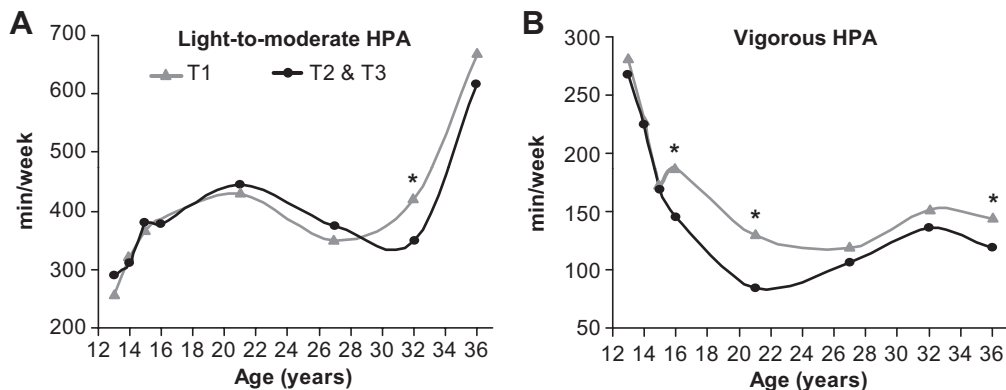 A
Light-to-moderate HPA
T1
T2 & T3
700
600
500
400
300
200
min/week
*
12 14 16 18 20 22 24 26 28 30 32 34 36
Age (years)
B
Vigorous HPA
300
250
200
150
100
50
min/week
*
*
*
12 14 16 18 20 22 24 26 28 30 32 34 36
Age (years)